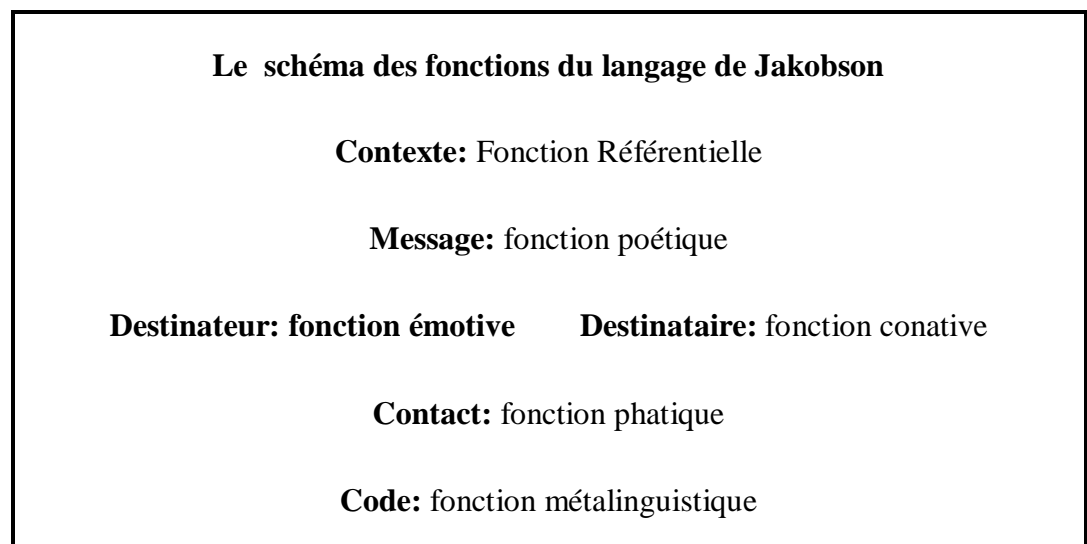 Le schéma des fonctions du langage de Jakobson
Contexte: Fonction Référentielle
Message: fonction poétique
Destinateur: fonction émotive Destinataire: fonction conative
Contact: fonction phatique
Code: fonction métalinguistique